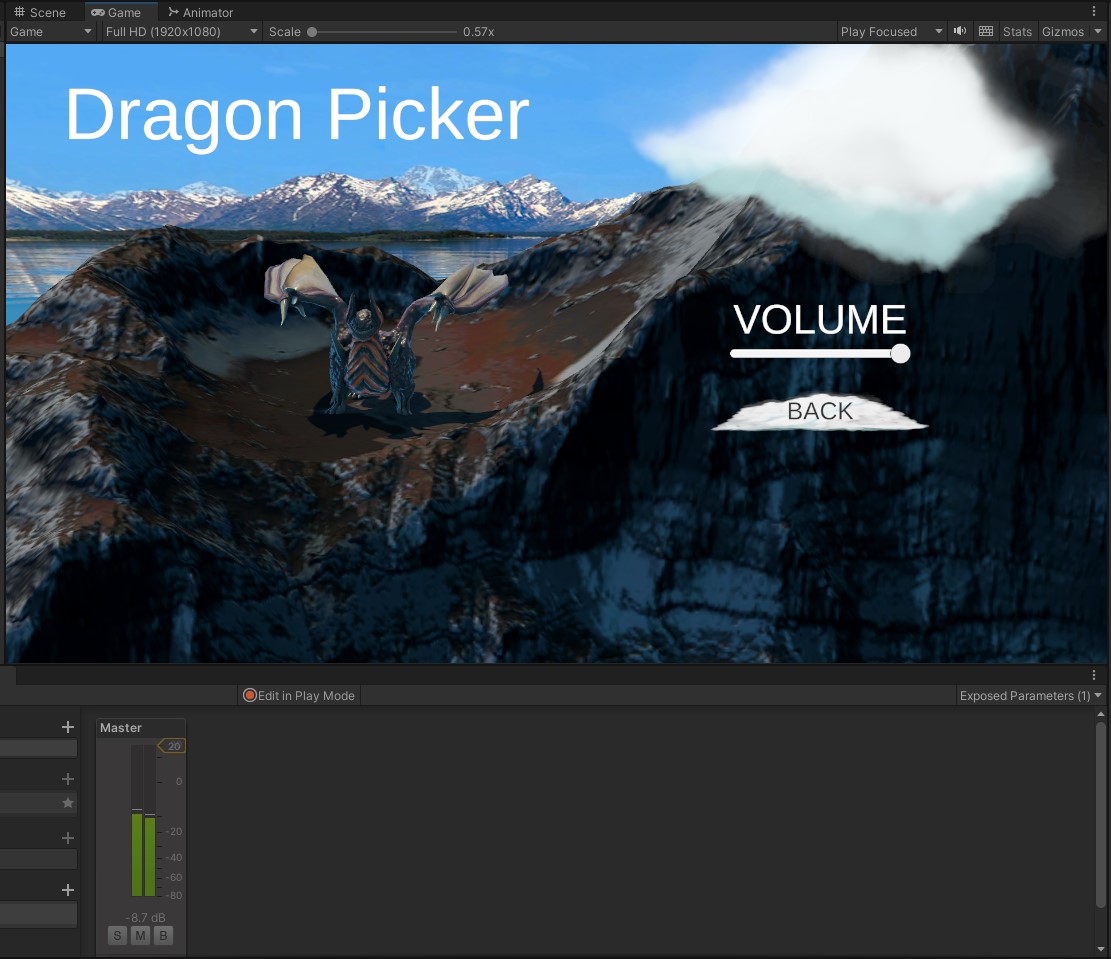 Scene Game Animator
Game Full HD (1920x1080) Scale 0.57x Play Focused Stats Gizmos
Dragon Picker
VOLUME
BACK
Edit in Play Mode Exposed Parameters (1)
Master
20
0
-20
-40
-60
-80
-8.7 dB
S M B